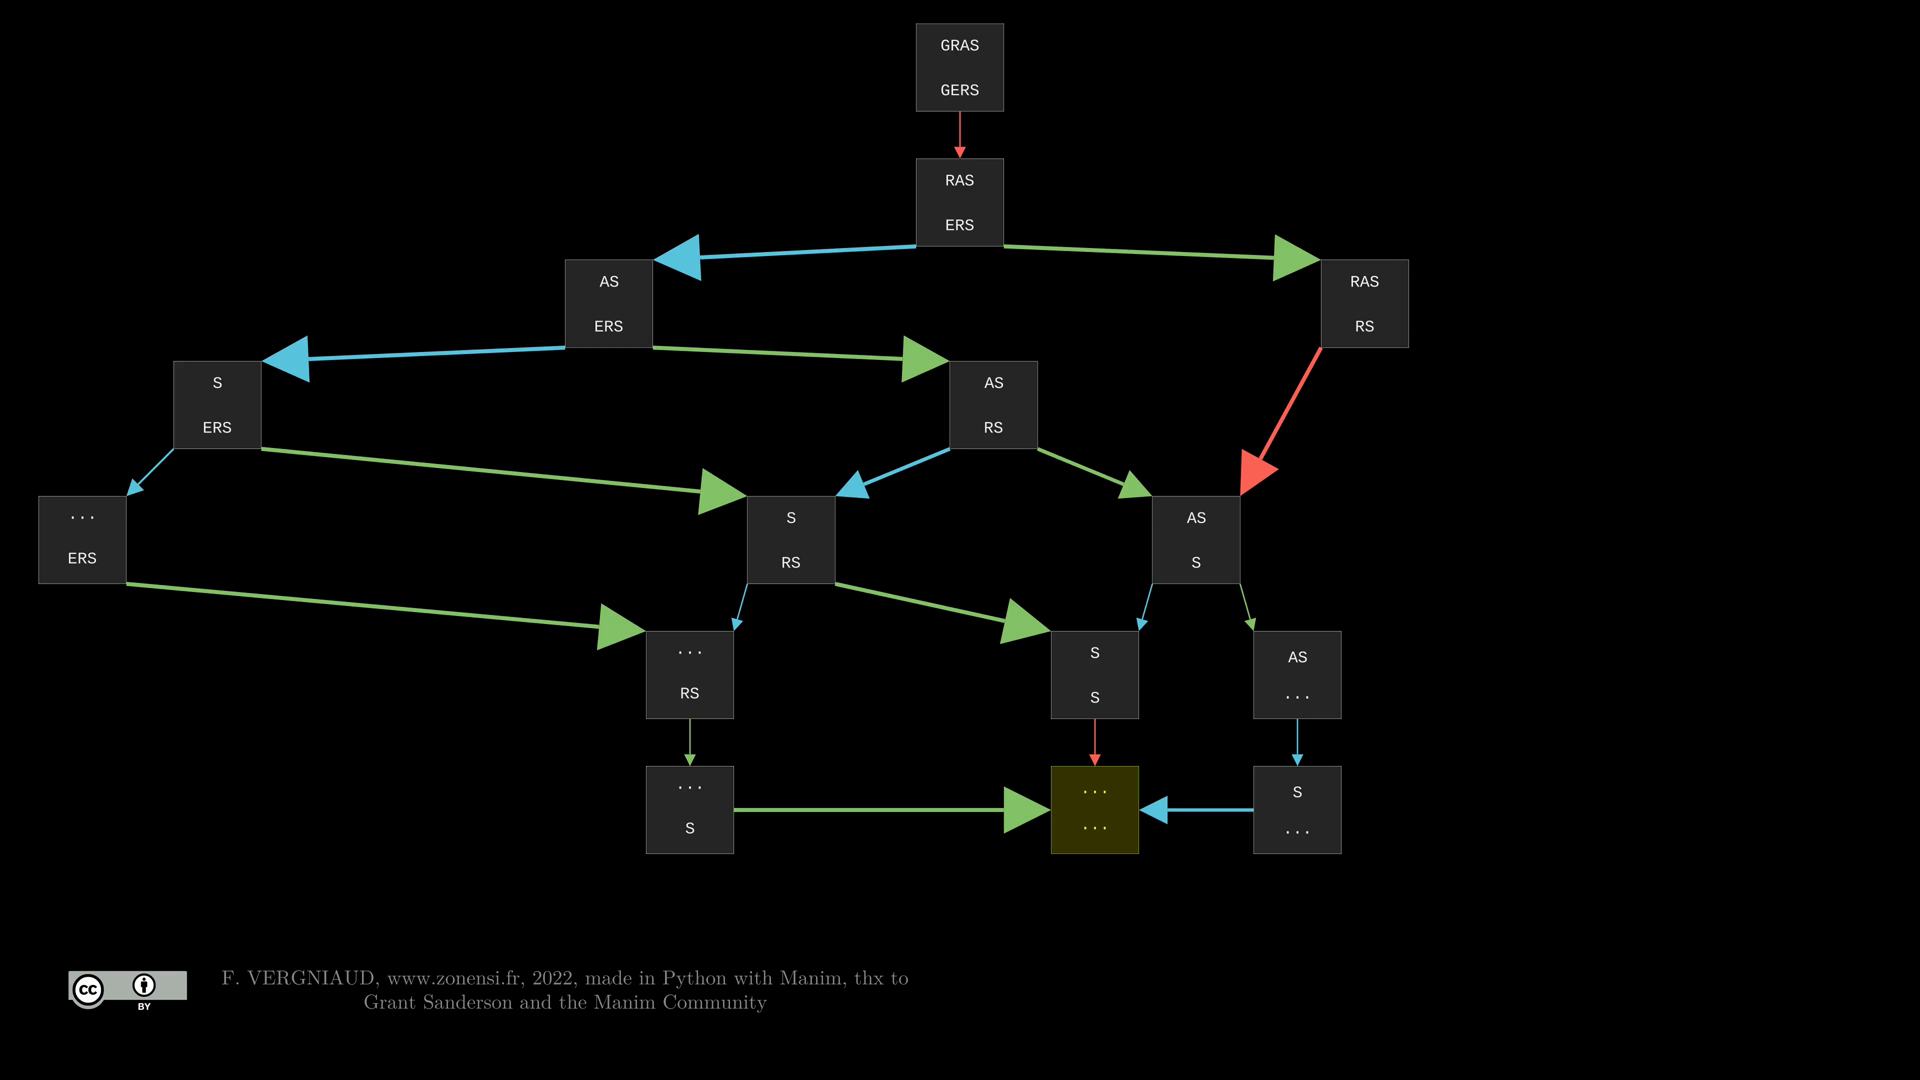 GRAS
GERS
RAS
ERS
AS
ERS
RAS
RS
S
ERS
AS
RS
...
ERS
S
RS
AS
S
...
RS
S
S
AS
...
...
S
...
...
S
...
cc
BY
F. VERGNIAUD, www.zonensi.fr, 2022, made in Python with Manim, thx to
Grant Sanderson and the Manim Community